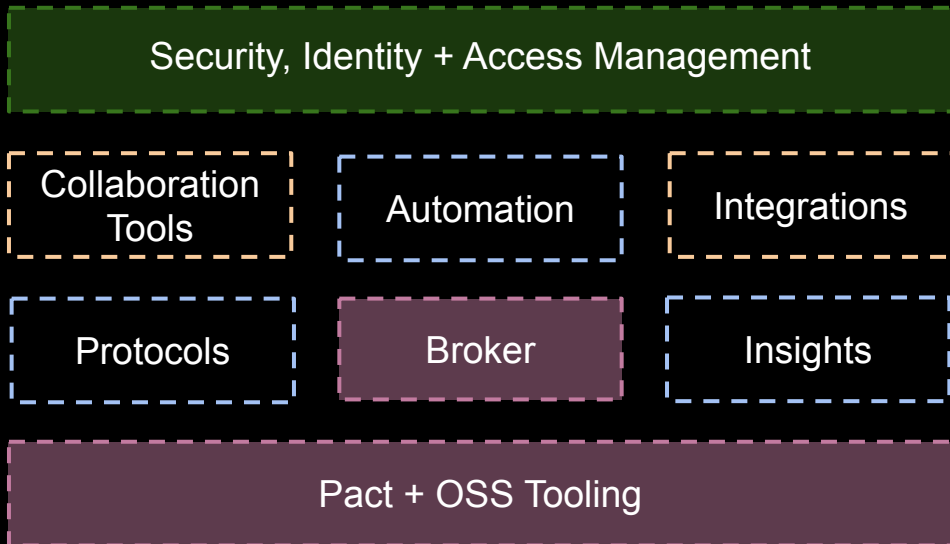 Security, Identity + Access Management
Collaboration
Tools
Automation
Integrations
Protocols
Broker
Insights
Pact + OSS Tooling